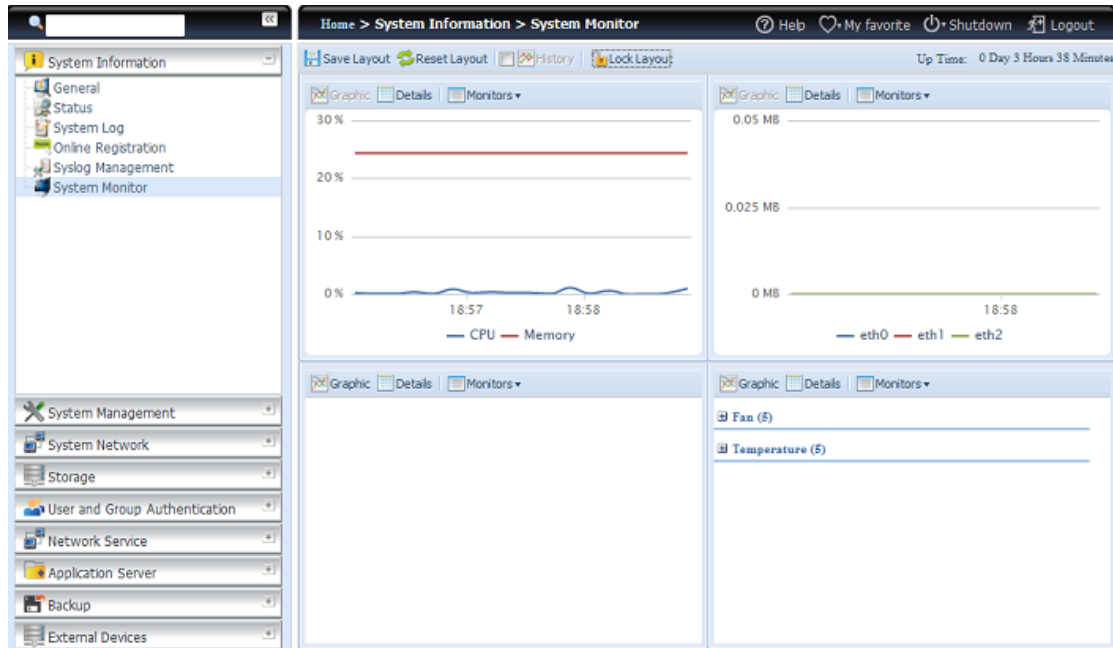 Home > System Information > System Monitor
Help My favorite Shutdown Logout
System Information
General
Status
System Log
Online Registration
Syslog Management
System Monitor
System Management
System Network
Storage
User and Group Authentication
Network Service
Application Server
Backup
External Devices
Save Layout Reset Layout History Lock Layout Up Time: 0 Day 3 Hours 38 Minutes
Graphic Details Monitors
30 %
20 %
10 %
0 %
18:57 18:58
CPU Memory
Graphic Details Monitors
0.05 MB
0.025 MB
0 MB
18:58
eth0 eth1 eth2
Graphic Details Monitors
Graphic Details Monitors
Fan (5)
Temperature (5)